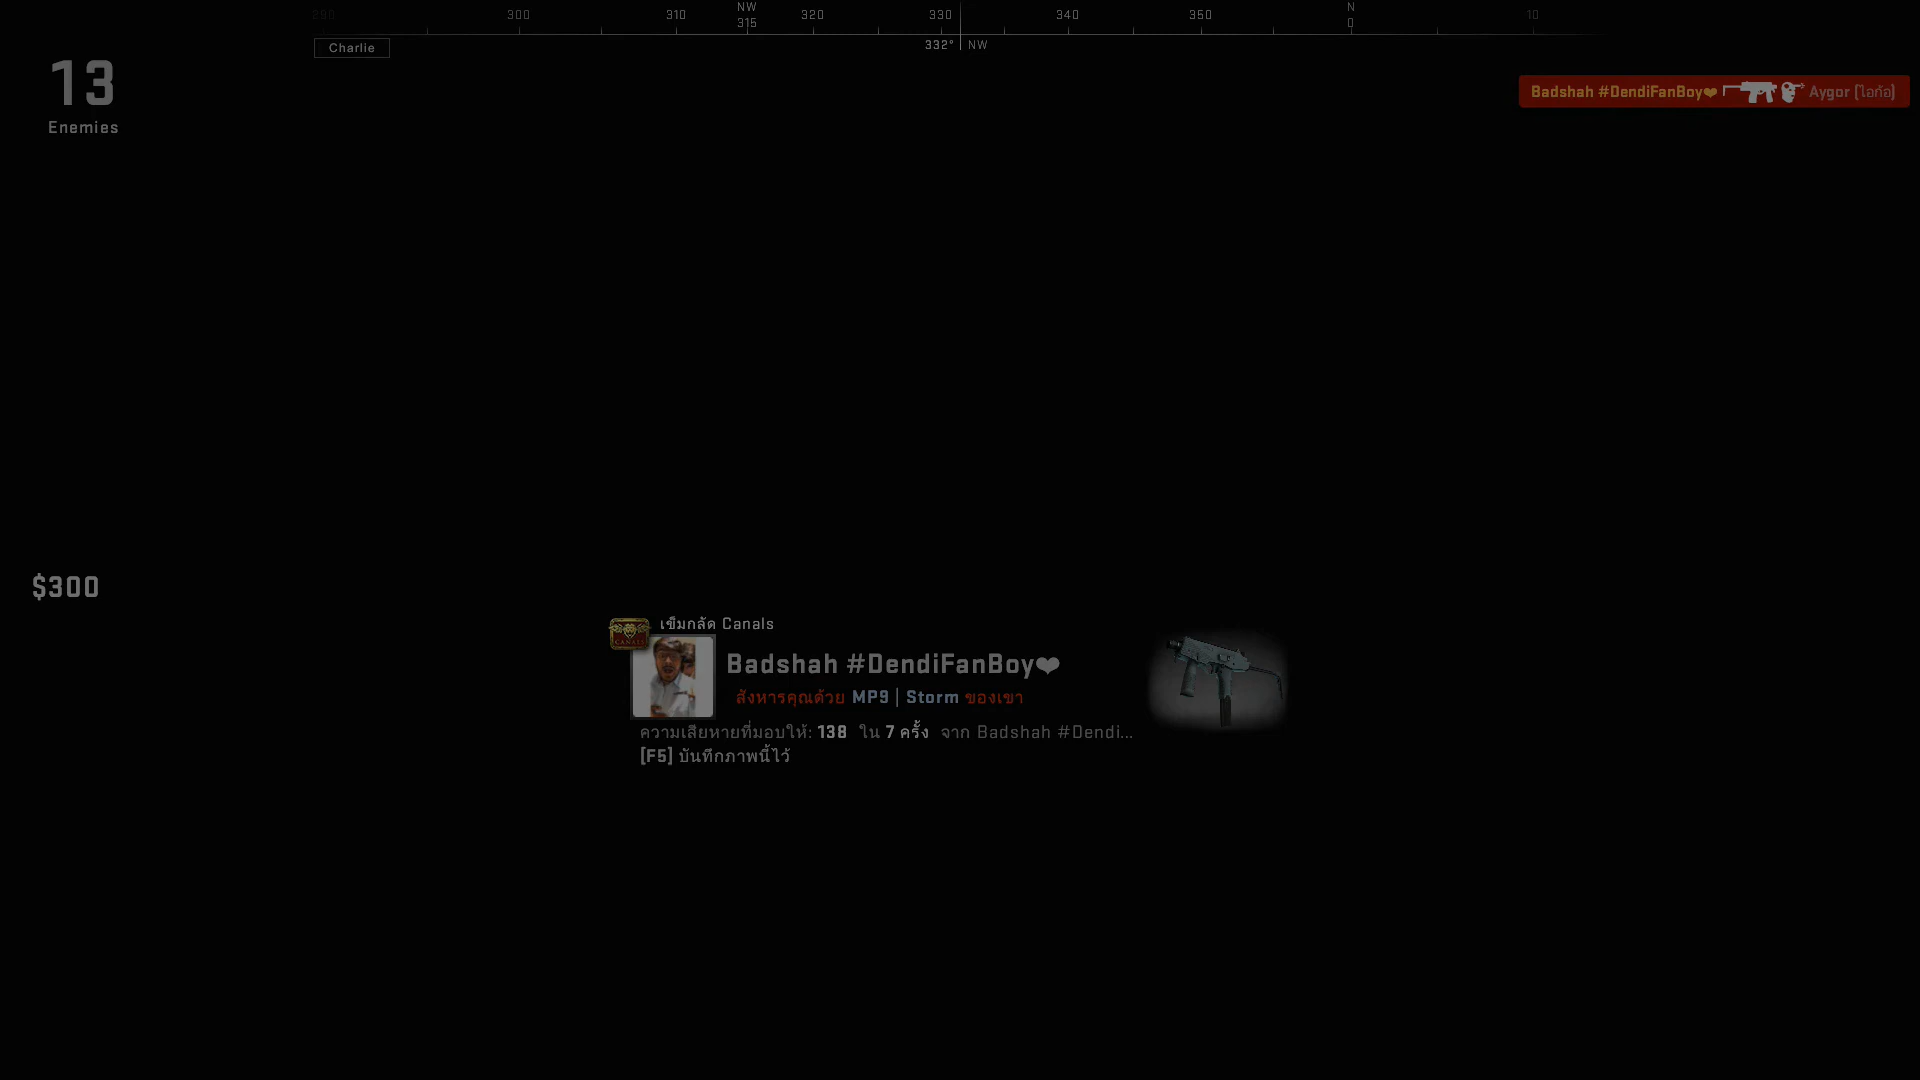 290 300 310 NW 315 320 330 340 350 N 0 10
332° NW
Charlie
13
Enemies
Badshah #DendiFanBoy❤ Aygor (ไอก้อ)
$300
เข็มกลัด Canals
CANALS
Badshah #DendiFanBoy❤
สังหารคุณด้วย MP9 | Storm ของเขา
ความเสียหายที่มอบให้: 138 ใน 7 ครั้ง จาก Badshah #Dendi...
[F5] บันทึกภาพนี้ไว้